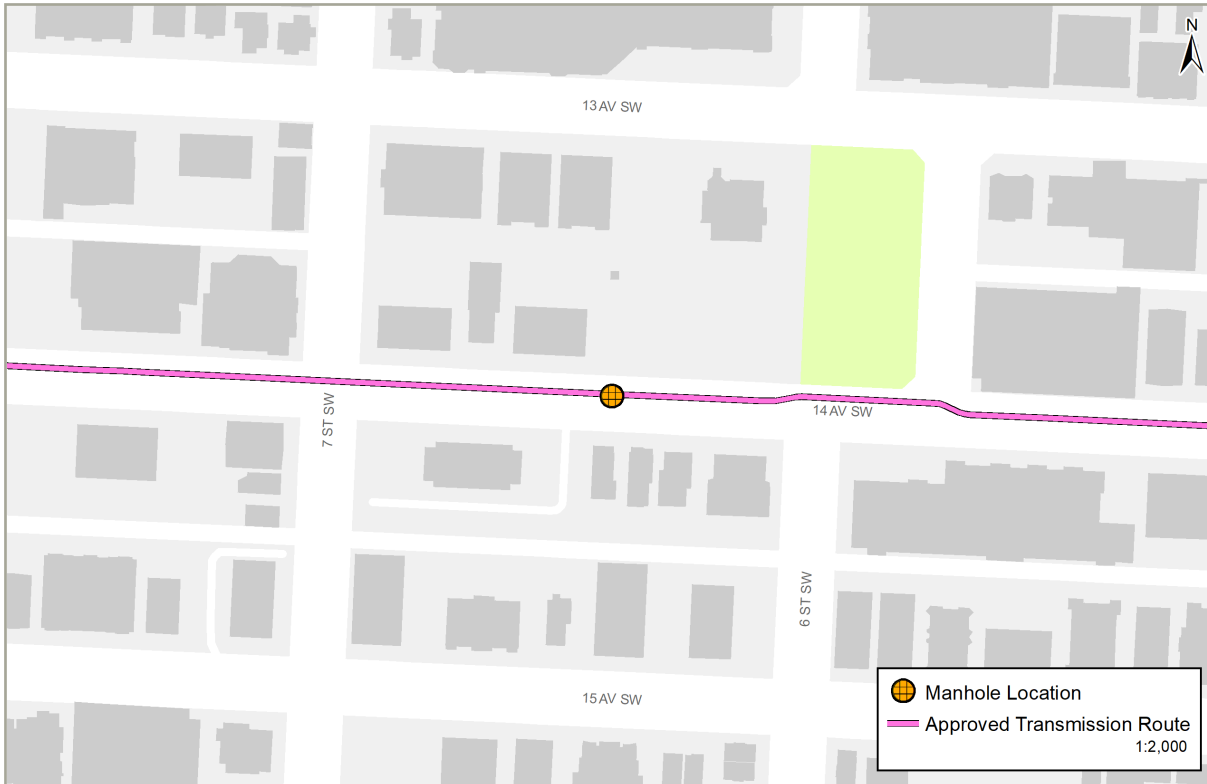 N
13 AV SW
7 ST SW
14 AV SW
6 ST SW
15 AV SW
Manhole Location
Approved Transmission Route
1:2,000